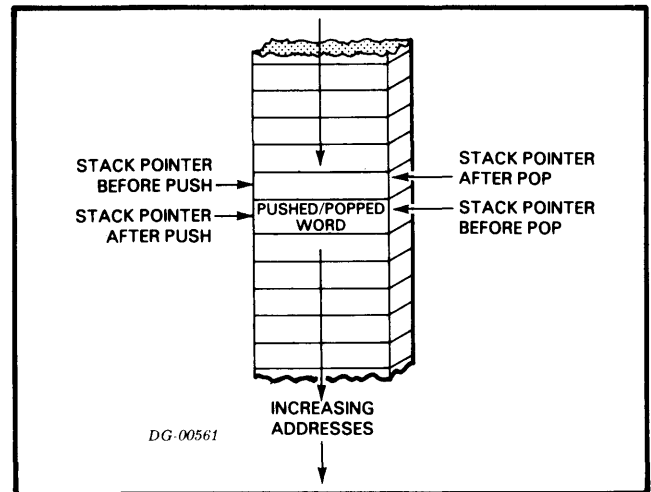 STACK POINTER
BEFORE PUSH
STACK POINTER
AFTER PUSH
PUSHED/POPPED
WORD
STACK POINTER
AFTER POP
STACK POINTER
BEFORE POP
INCREASING
ADDRESSES
DG-00561